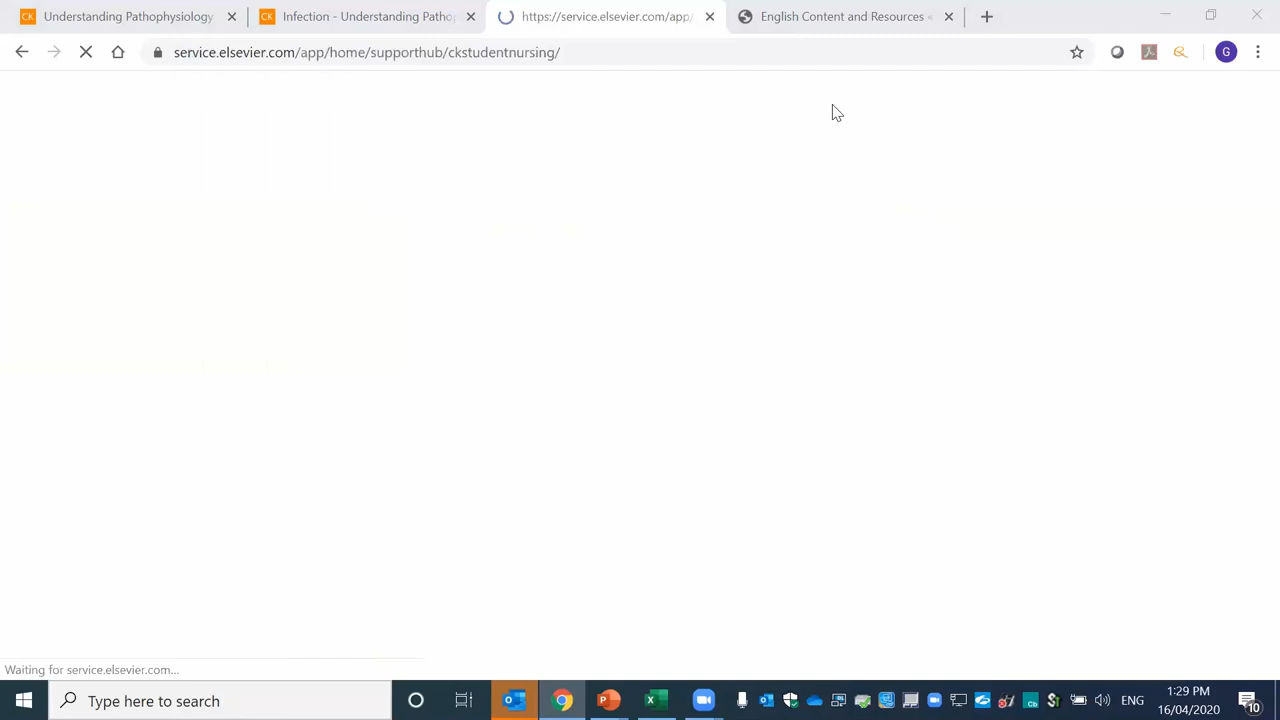 CK Understanding Pathophysiology
CK Infection - Understanding Patho
https://service.elsevier.com/app/
English Content and Resources «
service.elsevier.com/app/home/supporthub/ckstudentnursing/
G
Waiting for service.elsevier.com...
Type here to search
ENG
1:29 PM
16/04/2020
10